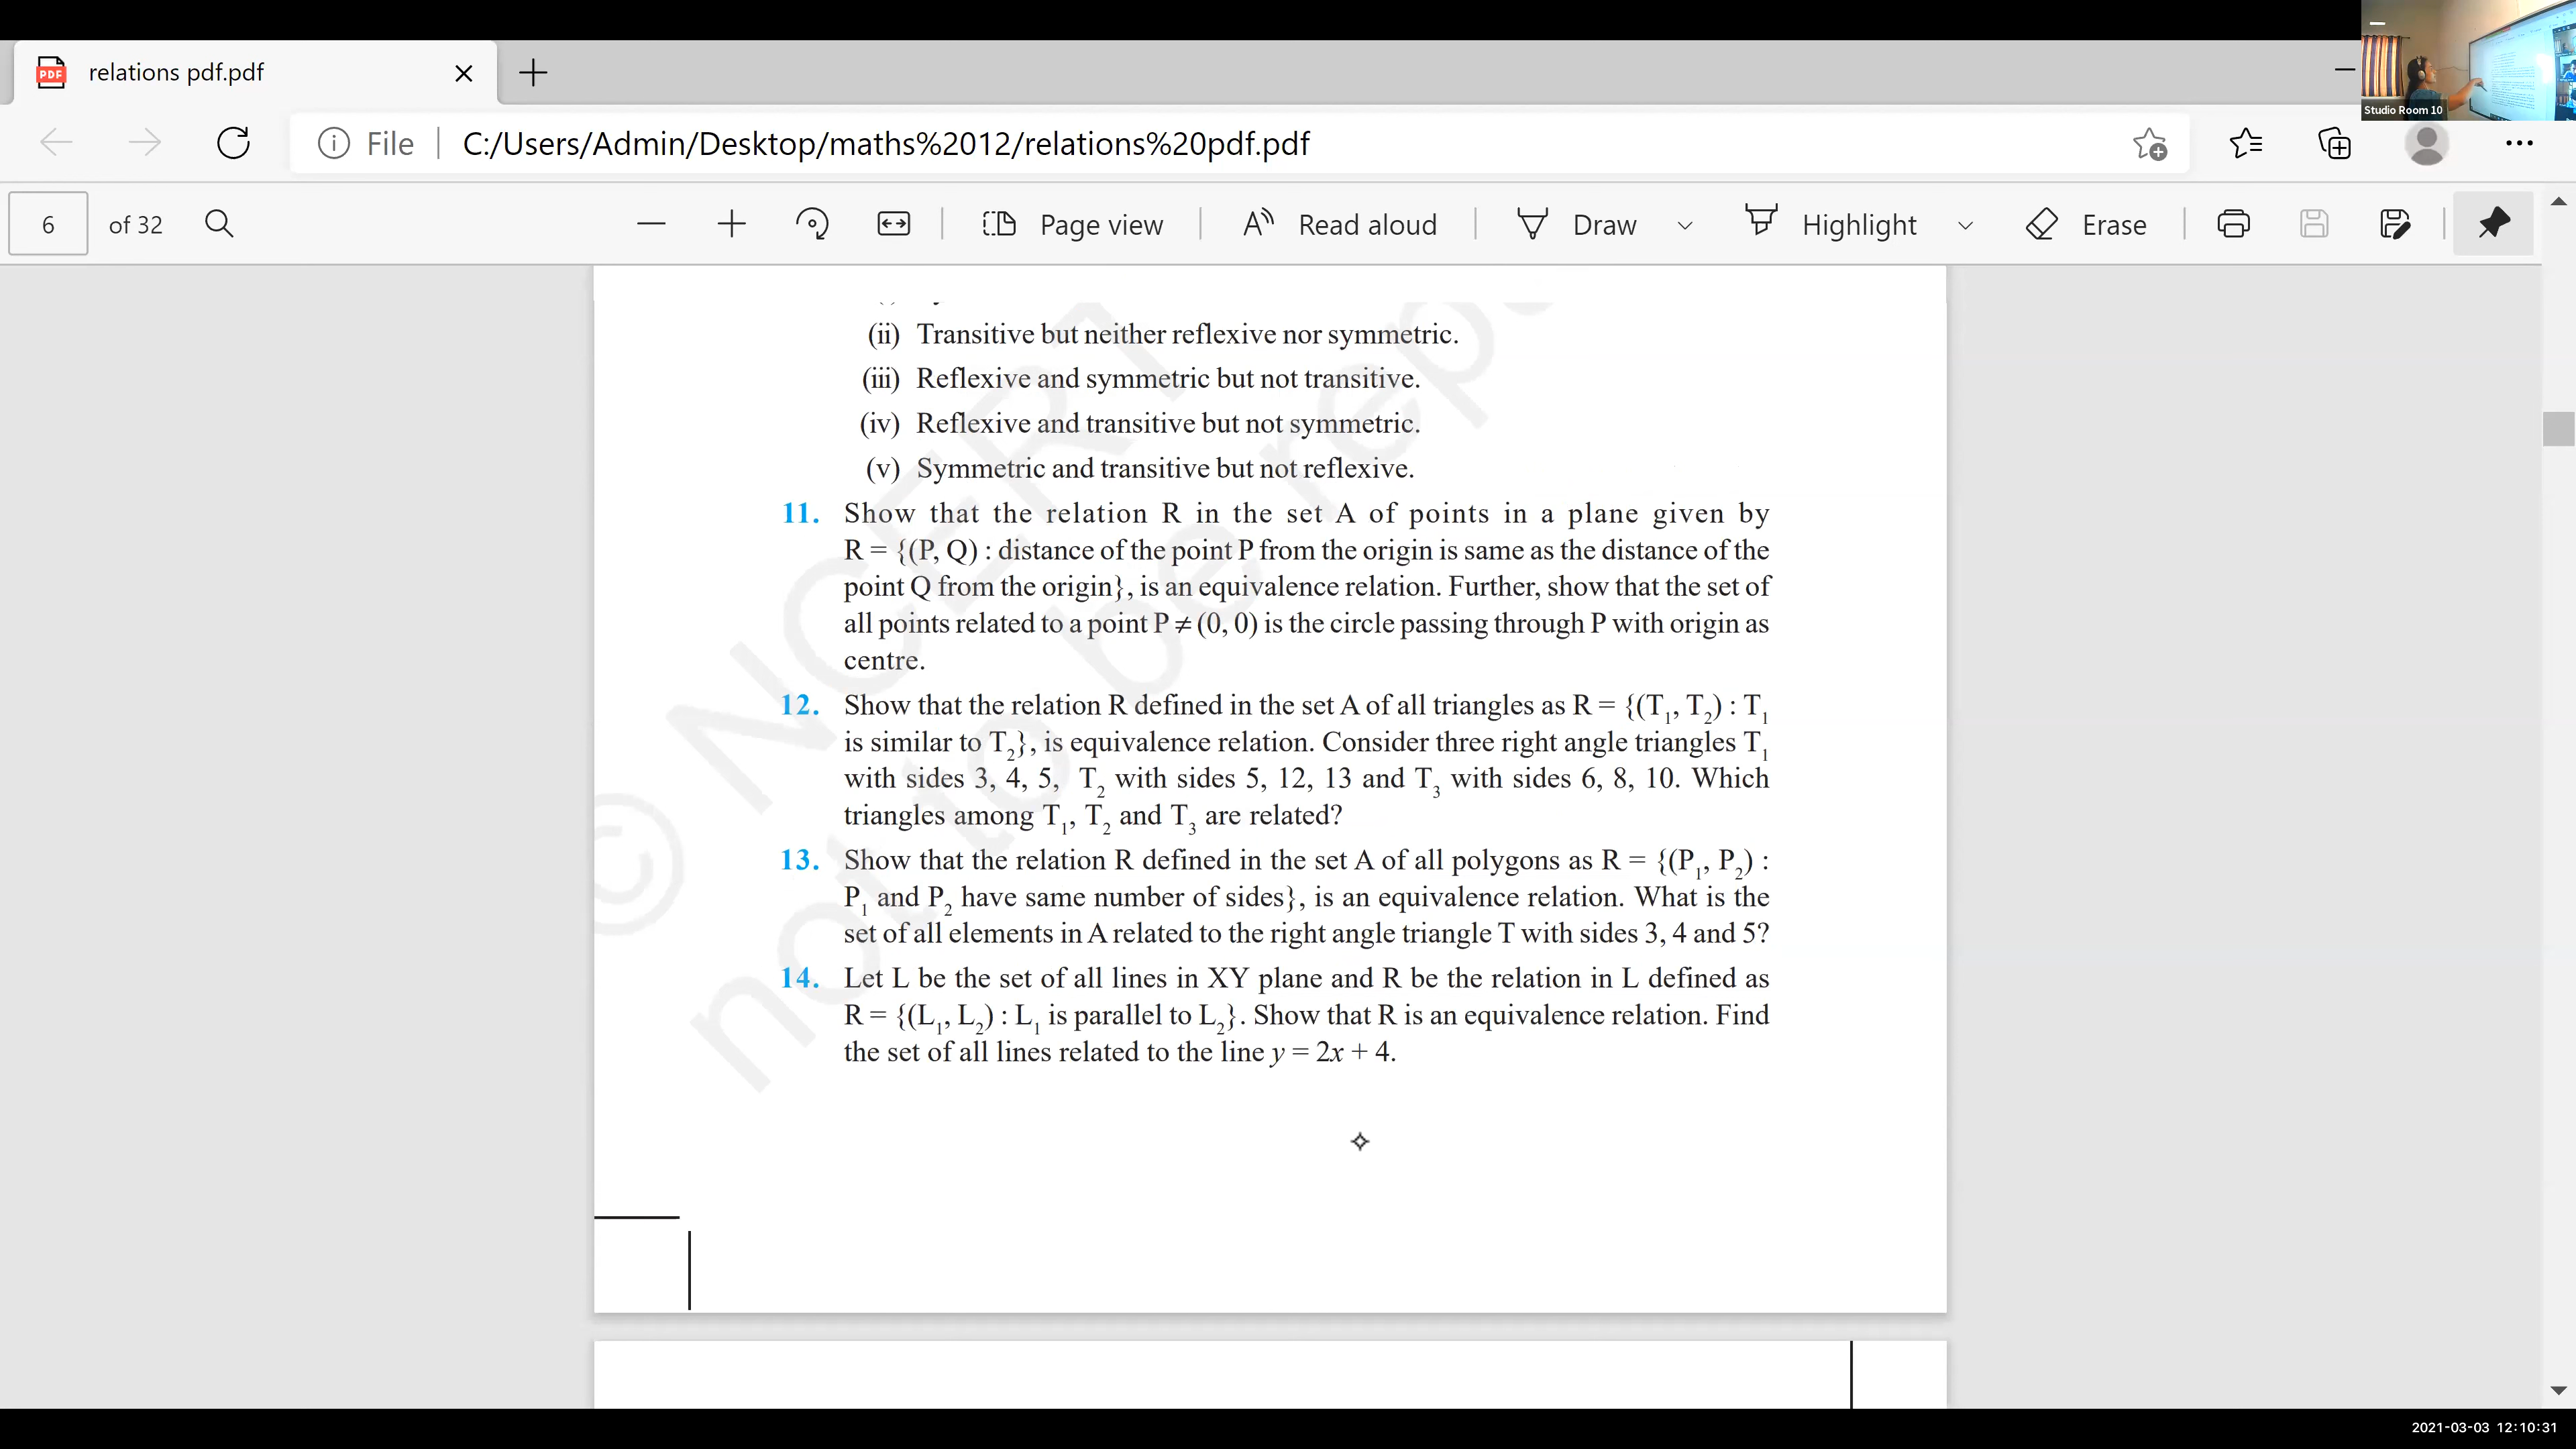 relations pdf.pdf
File
C:/Users/Admin/Desktop/maths%2012/relations%20pdf.pdf
Studio Room 10
6 of 32
Page view
Read aloud
Draw
Highlight
Erase
(ii) Transitive but neither reflexive nor symmetric.
(iii) Reflexive and symmetric but not transitive.
(iv) Reflexive and transitive but not symmetric.
(v) Symmetric and transitive but not reflexive.
11. Show that the relation R in the set A of points in a plane given by
R = {(P, Q) : distance of the point P from the origin is same as the distance of the
point Q from the origin}, is an equivalence relation. Further, show that the set of
all points related to a point P ≠ (0, 0) is the circle passing through P with origin as
centre.
12. Show that the relation R defined in the set A of all triangles as R = {(T₁, T₂) : T₁
is similar to T₂}, is equivalence relation. Consider three right angle triangles T₁
with sides 3, 4, 5, T₂ with sides 5, 12, 13 and T₃ with sides 6, 8, 10. Which
triangles among T₁, T₂ and T₃ are related?
13. Show that the relation R defined in the set A of all polygons as R = {(P₁, P₂) :
P₁ and P₂ have same number of sides}, is an equivalence relation. What is the
set of all elements in A related to the right angle triangle T with sides 3, 4 and 5?
14. Let L be the set of all lines in XY plane and R be the relation in L defined as
R = {(L₁, L₂) : L₁ is parallel to L₂}. Show that R is an equivalence relation. Find
the set of all lines related to the line y = 2x + 4.
© NCERT
not to be rep
PDF
2021-03-03 12:10:31